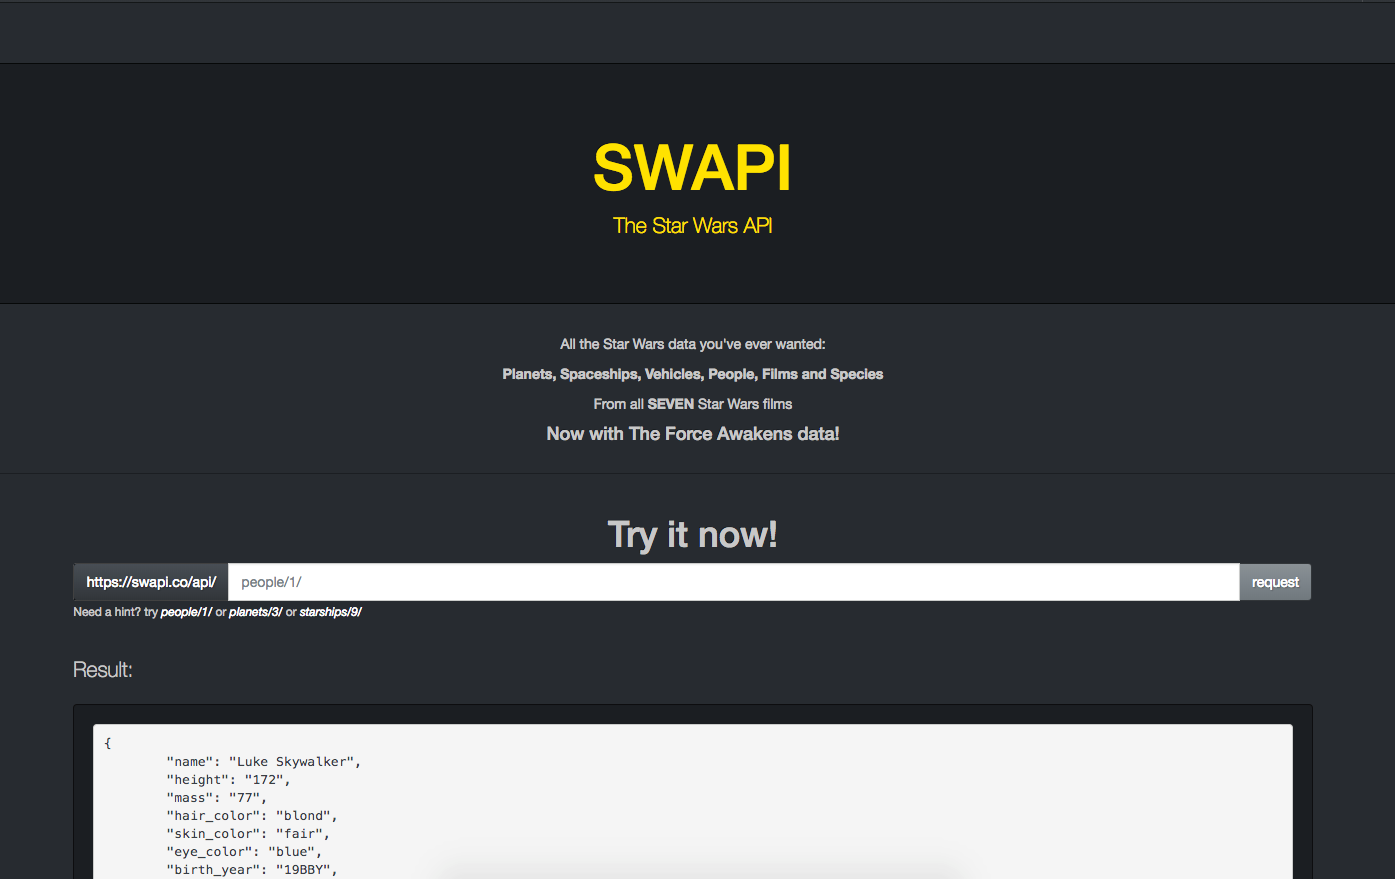 SWAPI
The Star Wars API
All the Star Wars data you've ever wanted:
Planets, Spaceships, Vehicles, People, Films and Species
From all SEVEN Star Wars films
Now with The Force Awakens data!
Try it now!
https://swapi.co/api/ people/1/ request
Need a hint? try people/1/ or planets/3/ or starships/9/
Result:
{
"name": "Luke Skywalker",
"height": "172",
"mass": "77",
"hair_color": "blond",
"skin_color": "fair",
"eye_color": "blue",
"birth_year": "19BBY",